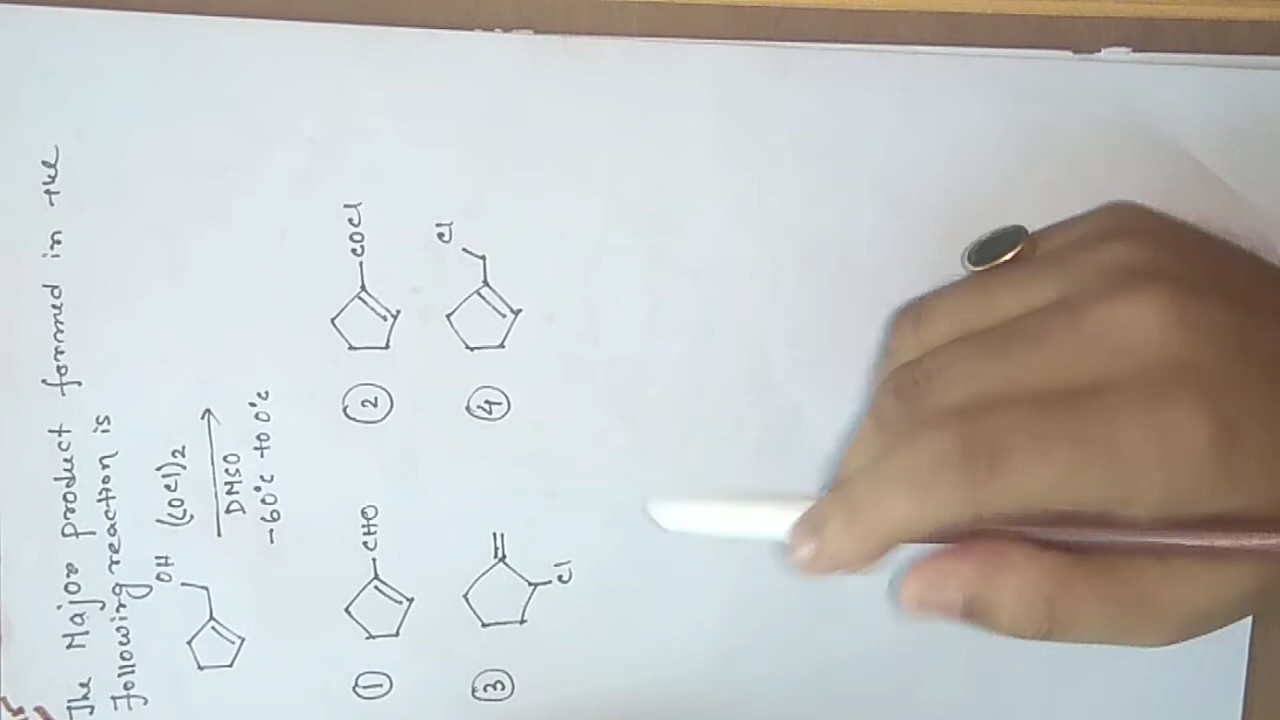 The Major product formed in the
following reaction is
OH (COCl)2
DMSO
-60°c to 0°c
① CHO ② COCl
③ Cl ④ Cl